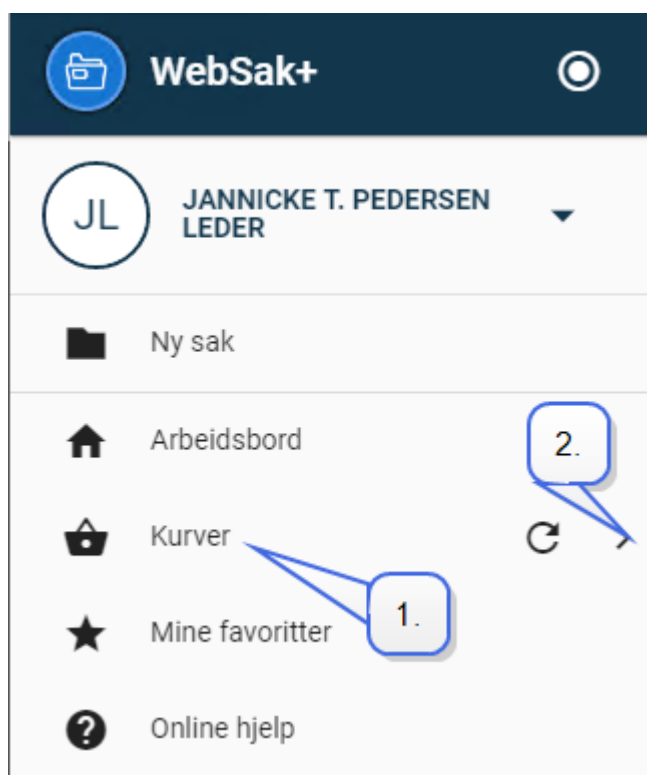 WebSak+
JL
JANNICKE T. PEDERSEN
LEDER
Ny sak
Arbeidsbord
2.
Kurver
1.
Mine favoritter
Online hjelp